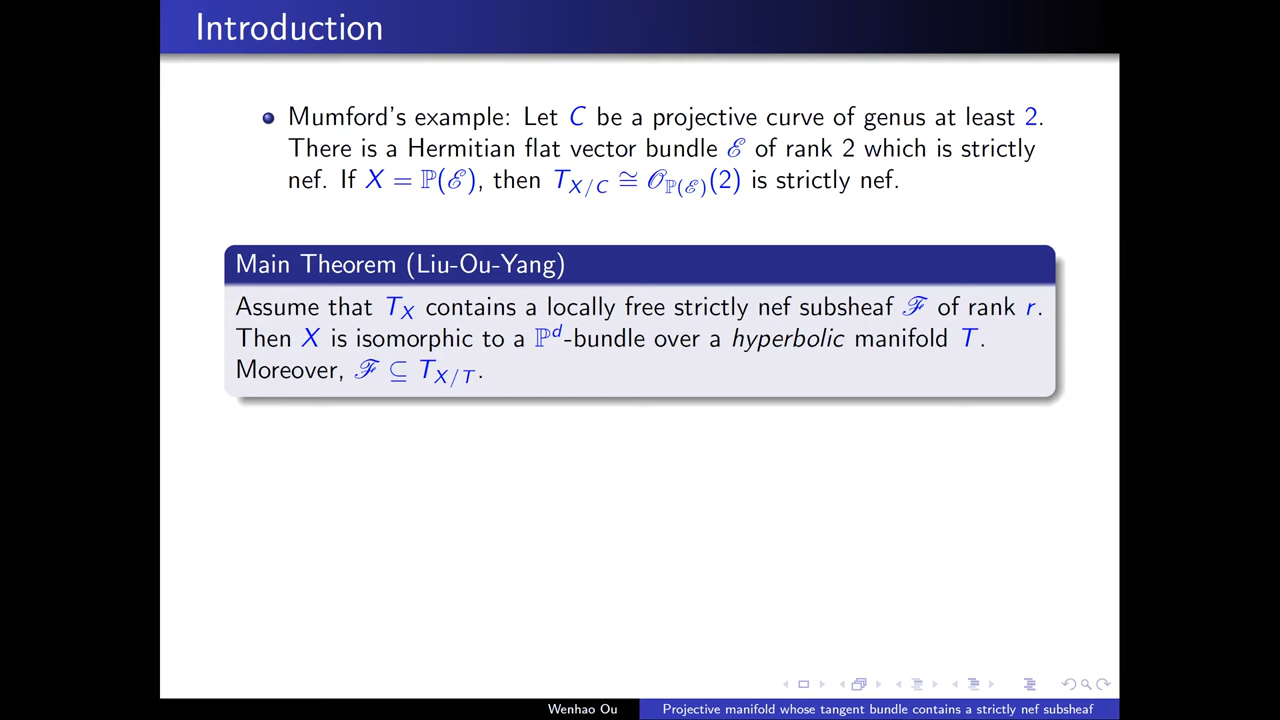 Introduction
Mumford's example: Let C be a projective curve of genus at least 2.
There is a Hermitian flat vector bundle ℰ of rank 2 which is strictly
nef. If X = ℙ(ℰ), then T_{X/C} ≅ 𝒪_{ℙ(ℰ)}(2) is strictly nef.
Main Theorem (Liu-Ou-Yang)
Assume that T_X contains a locally free strictly nef subsheaf ℱ of rank r.
Then X is isomorphic to a ℙ^d-bundle over a hyperbolic manifold T.
Moreover, ℱ ⊆ T_{X/T}.
Wenhao Ou
Projective manifold whose tangent bundle contains a strictly nef subsheaf